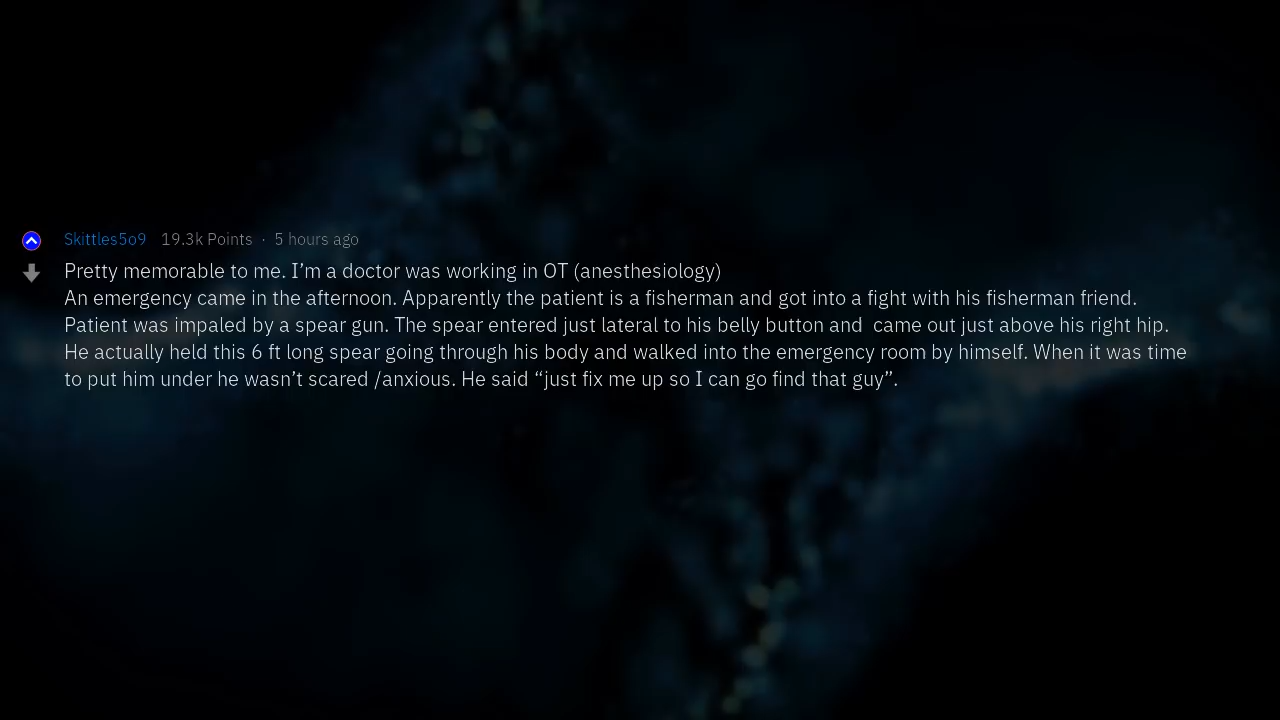 Skittles5o9 19.3k Points · 5 hours ago
Pretty memorable to me. I’m a doctor was working in OT (anesthesiology)
An emergency came in the afternoon. Apparently the patient is a fisherman and got into a fight with his fisherman friend.
Patient was impaled by a spear gun. The spear entered just lateral to his belly button and  came out just above his right hip.
He actually held this 6 ft long spear going through his body and walked into the emergency room by himself. When it was time
to put him under he wasn’t scared /anxious. He said “just fix me up so I can go find that guy”.